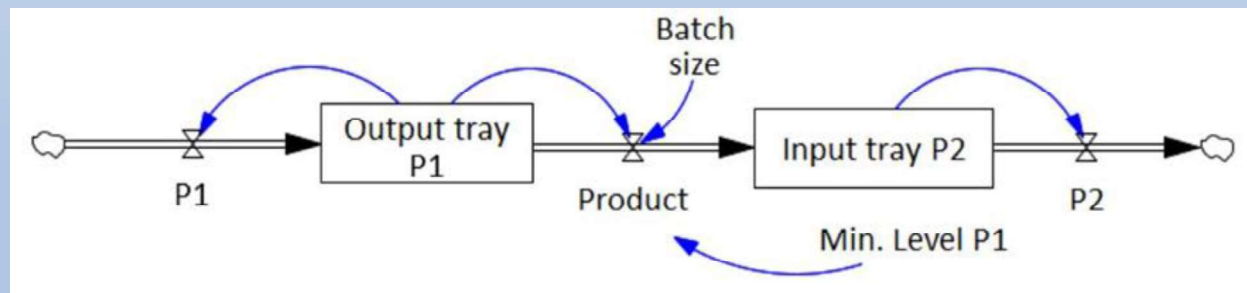 Batch
size
Output tray
P1
Input tray P2
P1
Product
P2
Min. Level P1